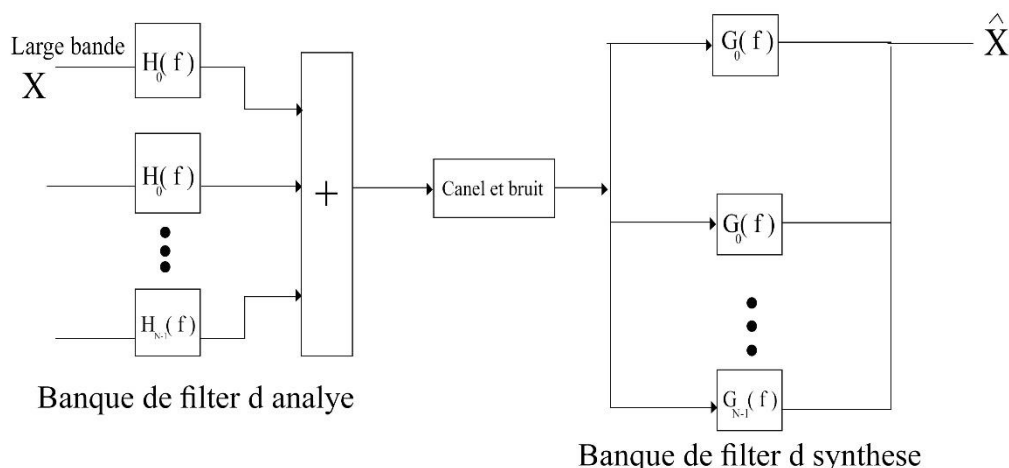 Large bande
X
H0(f)
H0(f)
HN-1(f)
+
Canel et bruit
G0(f)
G0(f)
GN-1(f)
X̂
Banque de filter d analye
Banque de filter d synthese